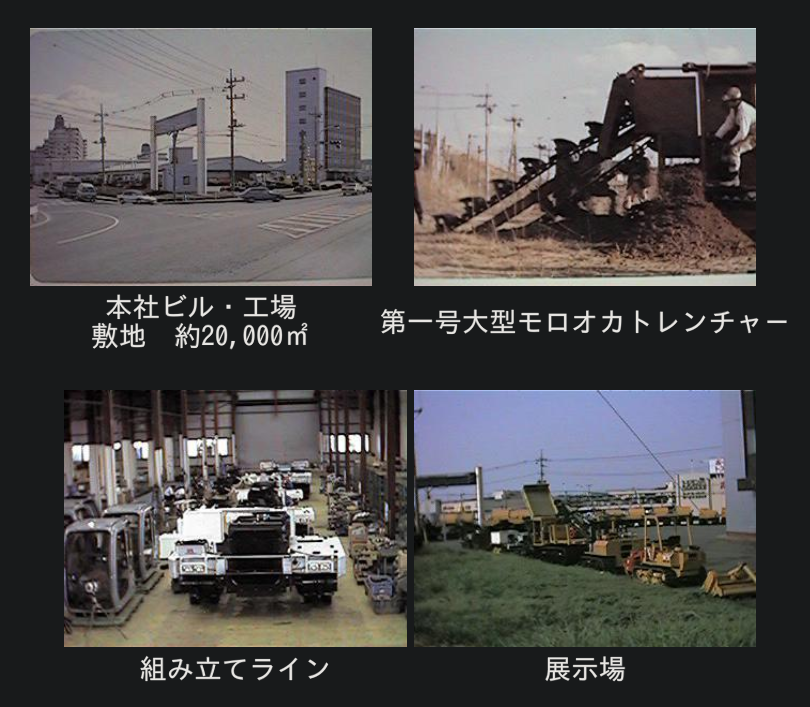 本社ビル・工場
敷地　約20,000㎡
第一号大型モロオカトレンチャー
組み立てライン
展示場